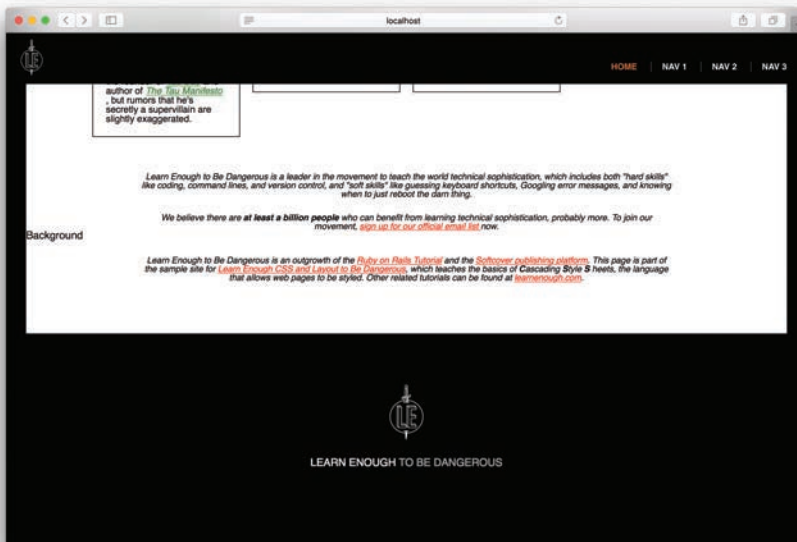 localhost
LE
HOME NAV 1 NAV 2 NAV 3
author of The Tau Manifesto
, but rumors that he's
secretly a supervillain are
slightly exaggerated.
Learn Enough to Be Dangerous is a leader in the movement to teach the world technical sophistication, which includes both "hard skills"
like coding, command lines, and version control, and "soft skills" like guessing keyboard shortcuts, Googling error messages, and knowing
when to just reboot the darn thing.
We believe there are at least a billion people who can benefit from learning technical sophistication, probably more. To join our
movement, sign up for our official email list now.
Background
Learn Enough to Be Dangerous is an outgrowth of the Ruby on Rails Tutorial and the Softcover publishing platform. This page is part of
the sample site for Learn Enough CSS and Layout to Be Dangerous, which teaches the basics of Cascading Style S heets, the language
that allows web pages to be styled. Other related tutorials can be found at learnenough.com.
LE
LEARN ENOUGH TO BE DANGEROUS